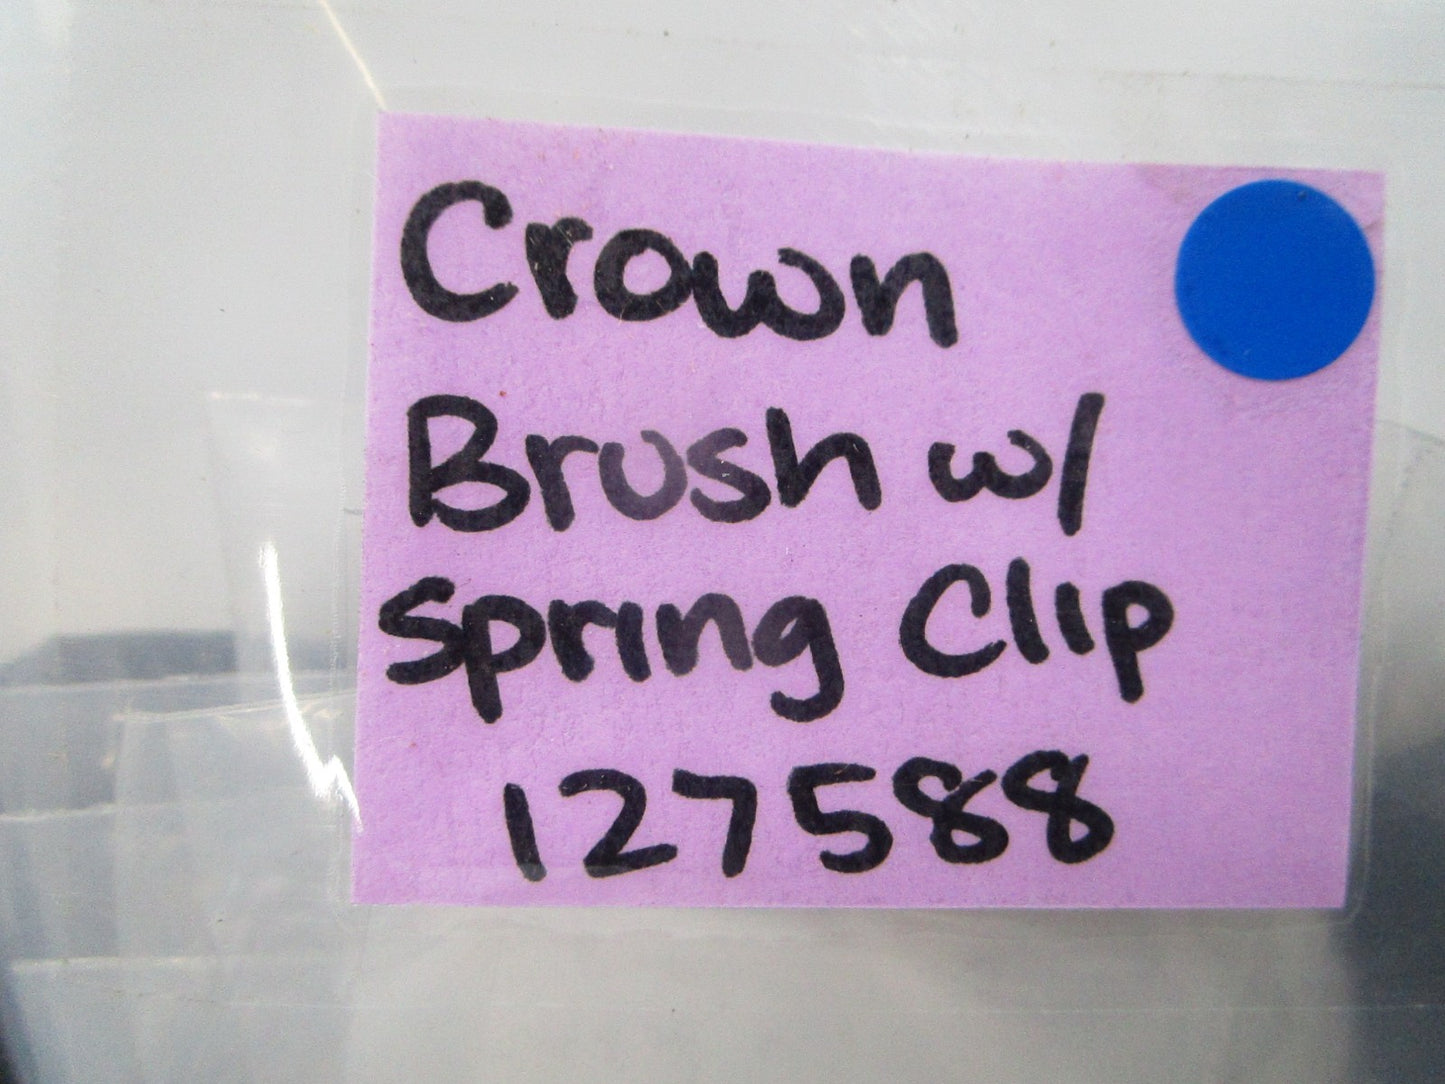 Crown
Brush w/
Spring Clip
127588